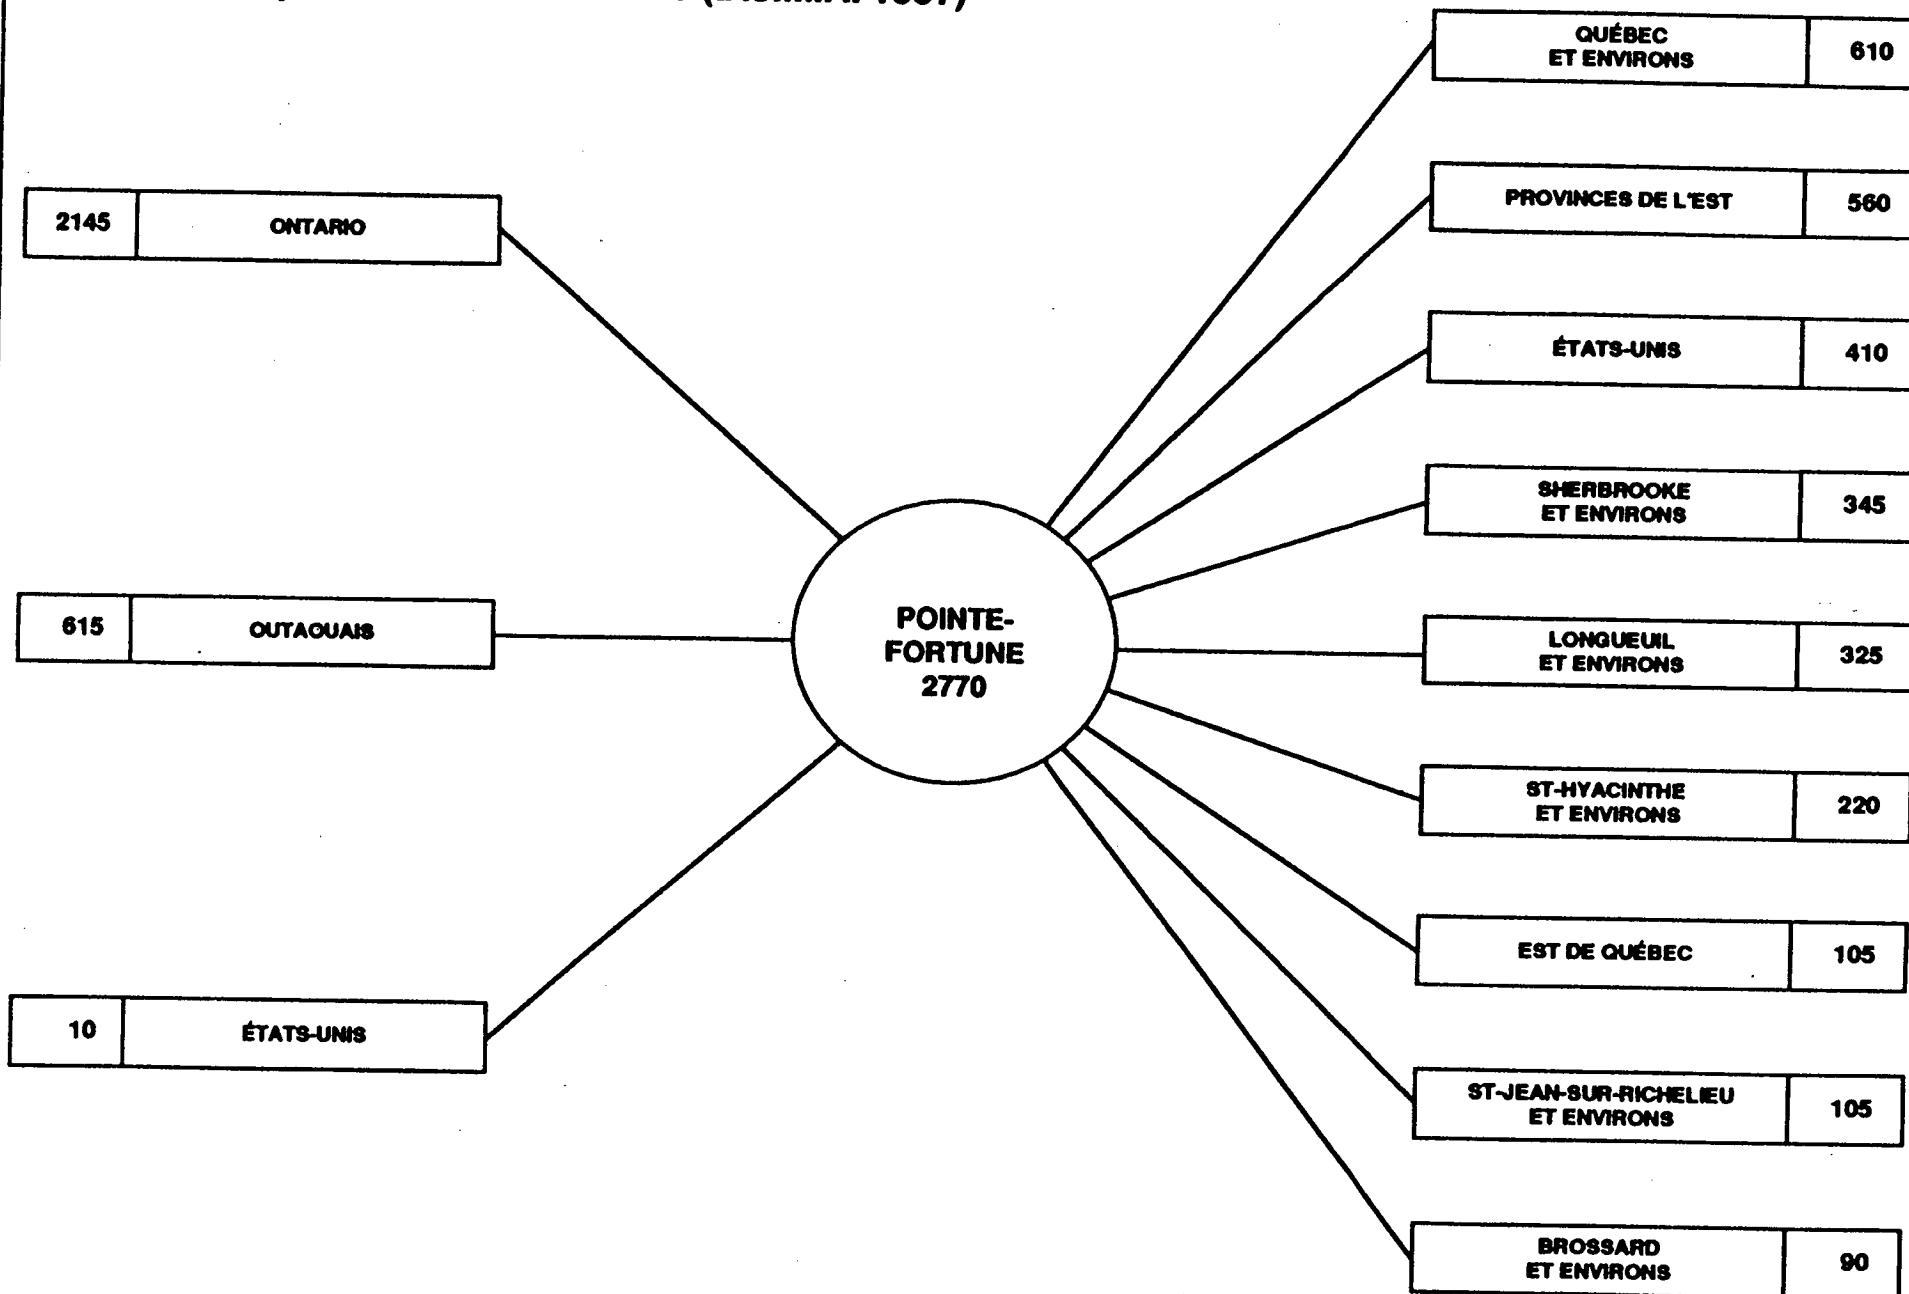 2145 ONTARIO
615 OUTAOUAIS
10 ÉTATS-UNIS
POINTE-
FORTUNE
2770
QUÉBEC
ET ENVIRONS 610
PROVINCES DE L'EST 560
ÉTATS-UNIS 410
SHERBROOKE
ET ENVIRONS 345
LONGUEUIL
ET ENVIRONS 325
ST-HYACINTHE
ET ENVIRONS 220
EST DE QUÉBEC 105
ST-JEAN-SUR-RICHELIEU
ET ENVIRONS 105
BROSSARD
ET ENVIRONS 90